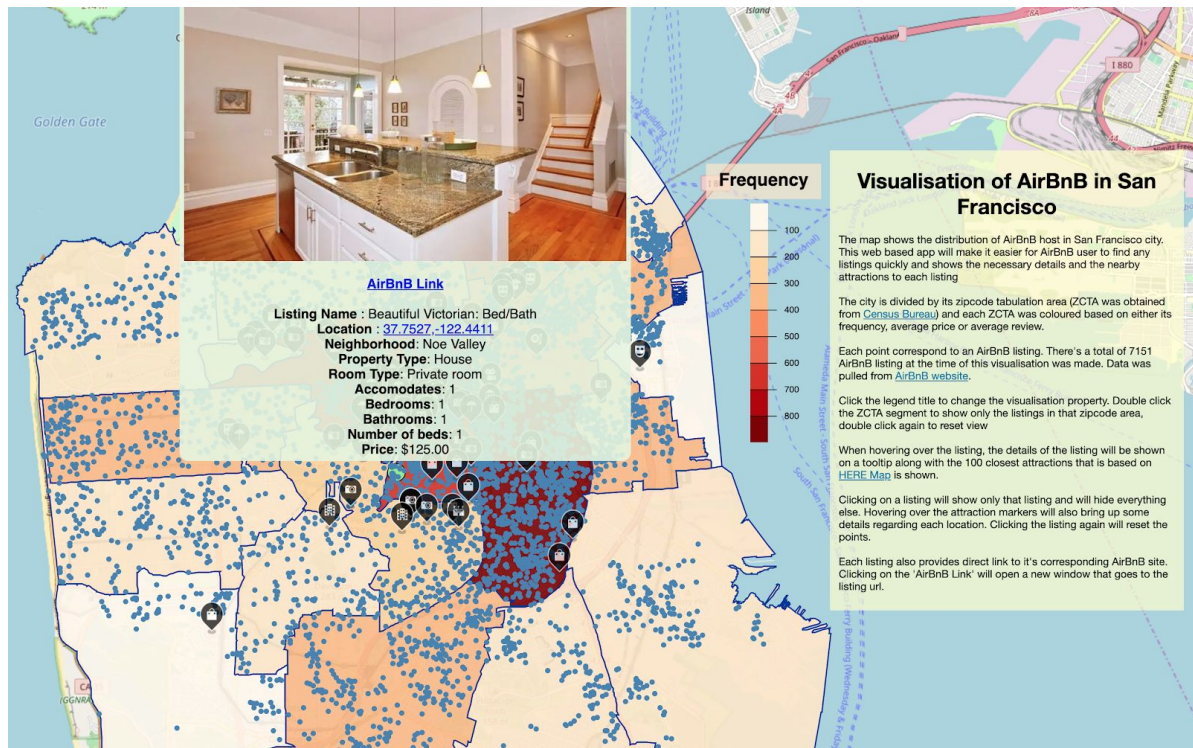 Golden Gate
Island
San Francisco - Oakland
I 880
Mandela Parkway
AirBnB Link
Listing Name : Beautiful Victorian: Bed/Bath
Location : 37.7527,-122.4411
Neighborhood: Noe Valley
Property Type: House
Room Type: Private room
Accomodates: 1
Bedrooms: 1
Bathrooms: 1
Number of beds: 1
Price: $125.00
Frequency
100
200
300
400
500
600
700
800
Visualisation of AirBnB in San
Francisco
The map shows the distribution of AirBnB host in San Francisco city.
This web based app will make it easier for AirBnB user to find any
listings quickly and shows the necessary details and the nearby
attractions to each listing
The city is divided by its zipcode tabulation area (ZCTA was obtained
from Census Bureau) and each ZCTA was coloured based on either its
frequency, average price or average review.
Each point correspond to an AirBnB listing. There's a total of 7151
AirBnB listing at the time of this visualisation was made. Data was
pulled from AirBnB website.
Click the legend title to change the visualisation property. Double click
the ZCTA segment to show only the listings in that zipcode area,
double click again to reset view
When hovering over the listing, the details of the listing will be shown
on a tooltip along with the 100 closest attractions that is based on
HERE Map is shown.
Clicking on a listing will show only that listing and will hide everything
else. Hovering over the attraction markers will also bring up some
details regarding each location. Clicking the listing again will reset the
points.
Each listing also provides direct link to it's corresponding AirBnB site.
Clicking on the 'AirBnB Link' will open a new window that goes to the
listing url.
CA
(GGNRA)